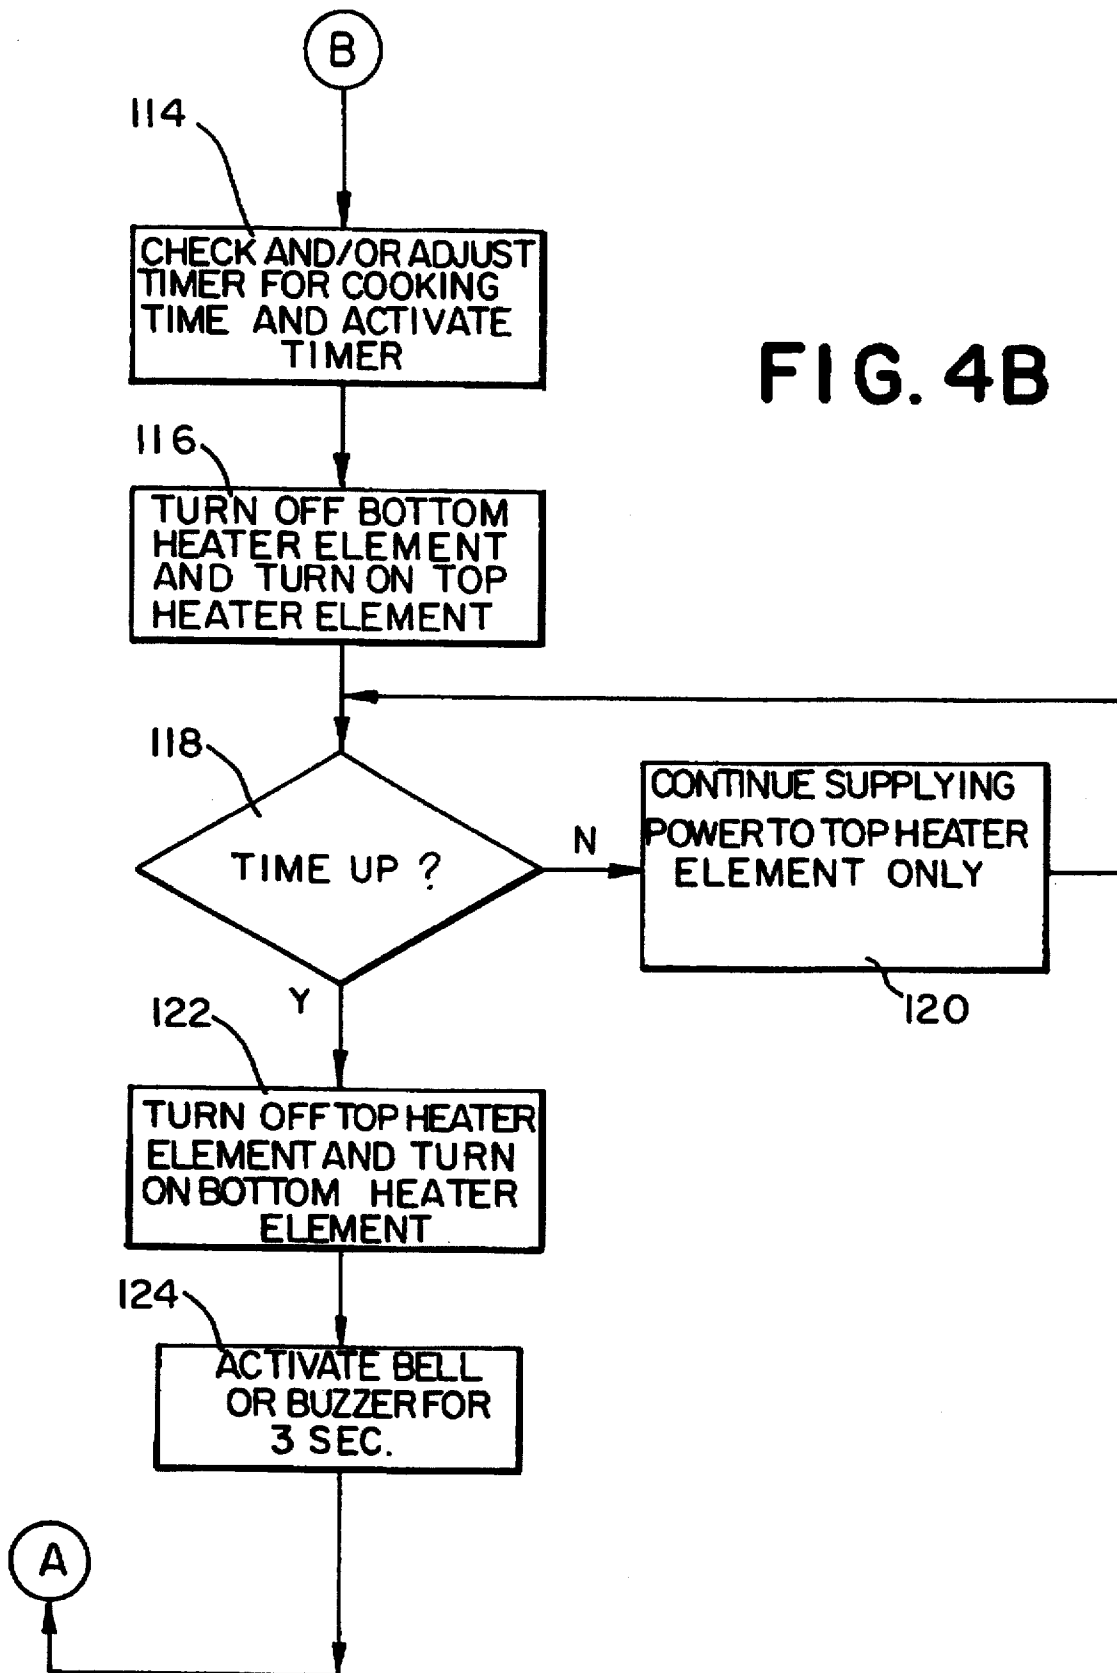 B
114
CHECK AND/OR ADJUST
TIMER FOR COOKING
TIME AND ACTIVATE
TIMER
FIG. 4B
116
TURN OFF BOTTOM
HEATER ELEMENT
AND TURN ON TOP
HEATER ELEMENT
118
TIME UP ?
N
CONTINUE SUPPLYING
POWER TO TOP HEATER
ELEMENT ONLY
120
Y
122
TURN OFF TOP HEATER
ELEMENT AND TURN
ON BOTTOM HEATER
ELEMENT
124
ACTIVATE BELL
OR BUZZER FOR
3 SEC.
A